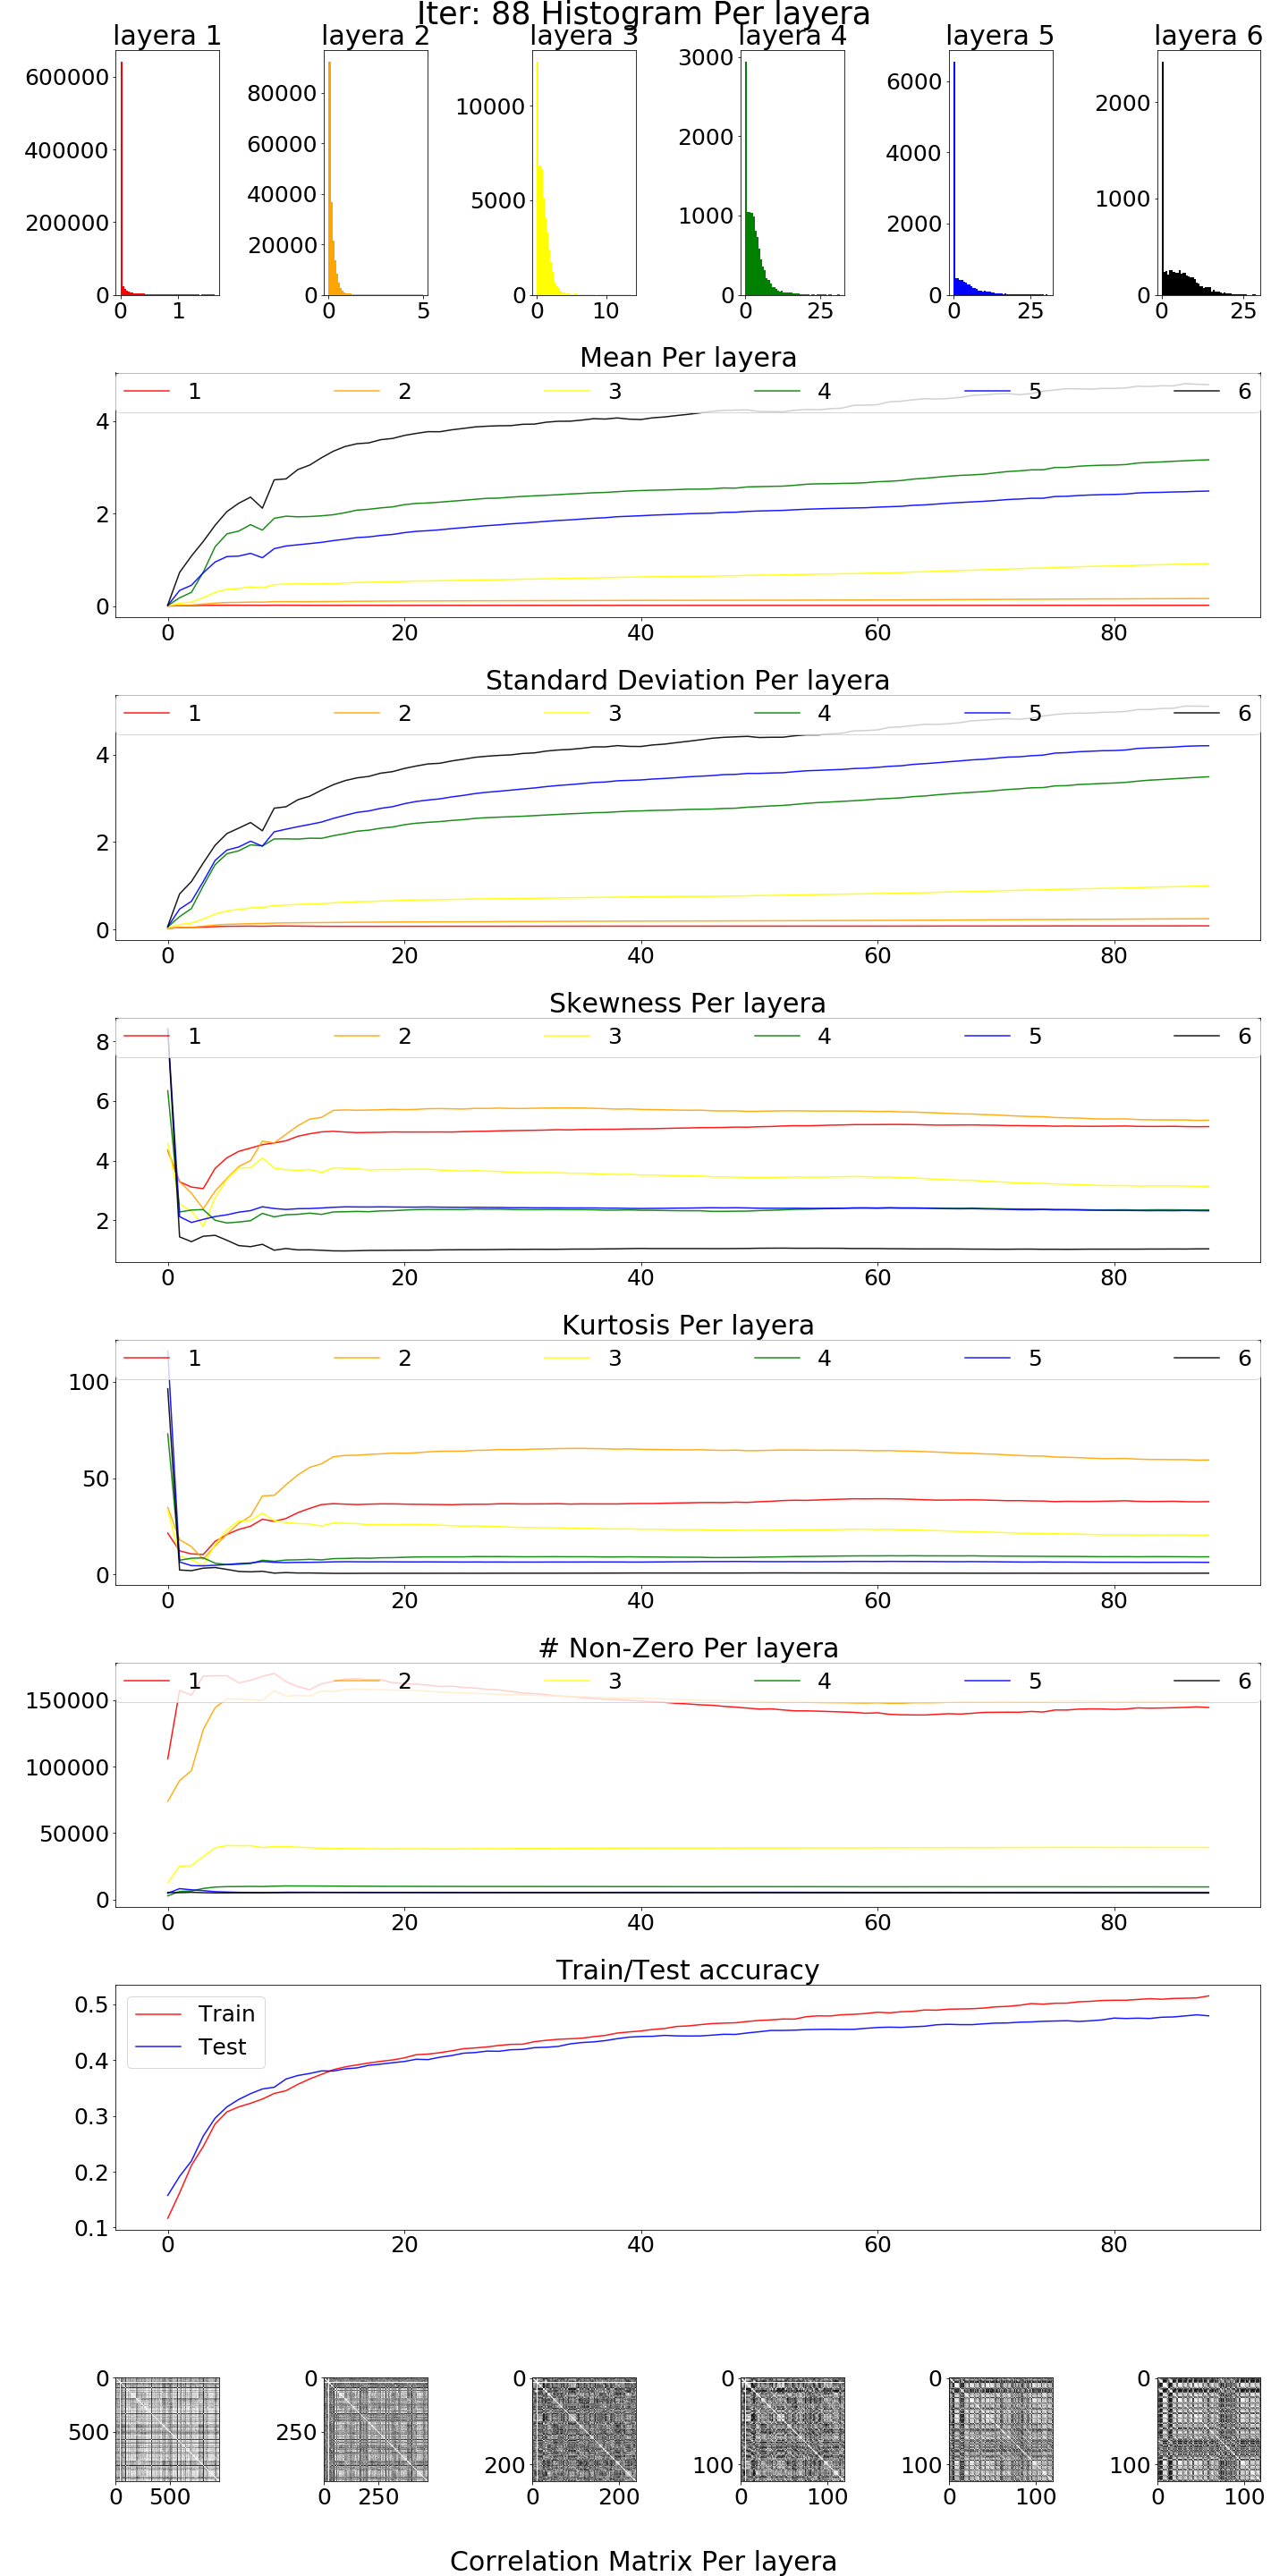 Iter: 88 Histogram Per layera
layera 1 layera 2 layera 3 layera 4 layera 5 layera 6
600000 400000 200000 0 0 1
80000 60000 40000 20000 0 0 5
10000 5000 0 0 10
3000 2000 1000 0 0 25
6000 4000 2000 0 0 25
2000 1000 0 0 25
Mean Per layera
1 2 3 4 5 6
4
2
0
0 20 40 60 80
Standard Deviation Per layera
1 2 3 4 5 6
4
2
0
0 20 40 60 80
Skewness Per layera
1 2 3 4 5 6
8
6
4
2
0 20 40 60 80
Kurtosis Per layera
1 2 3 4 5 6
100
50
0
0 20 40 60 80
# Non-Zero Per layera
1 2 3 4 5 6
150000
100000
50000
0
0 20 40 60 80
Train/Test accuracy
Train
Test
0.5
0.4
0.3
0.2
0.1
0 20 40 60 80
0 500 0 500
0 250 0 250
0 200 0 200
0 100 0 100
0 100 0 100
0 100 0 100
Correlation Matrix Per layera